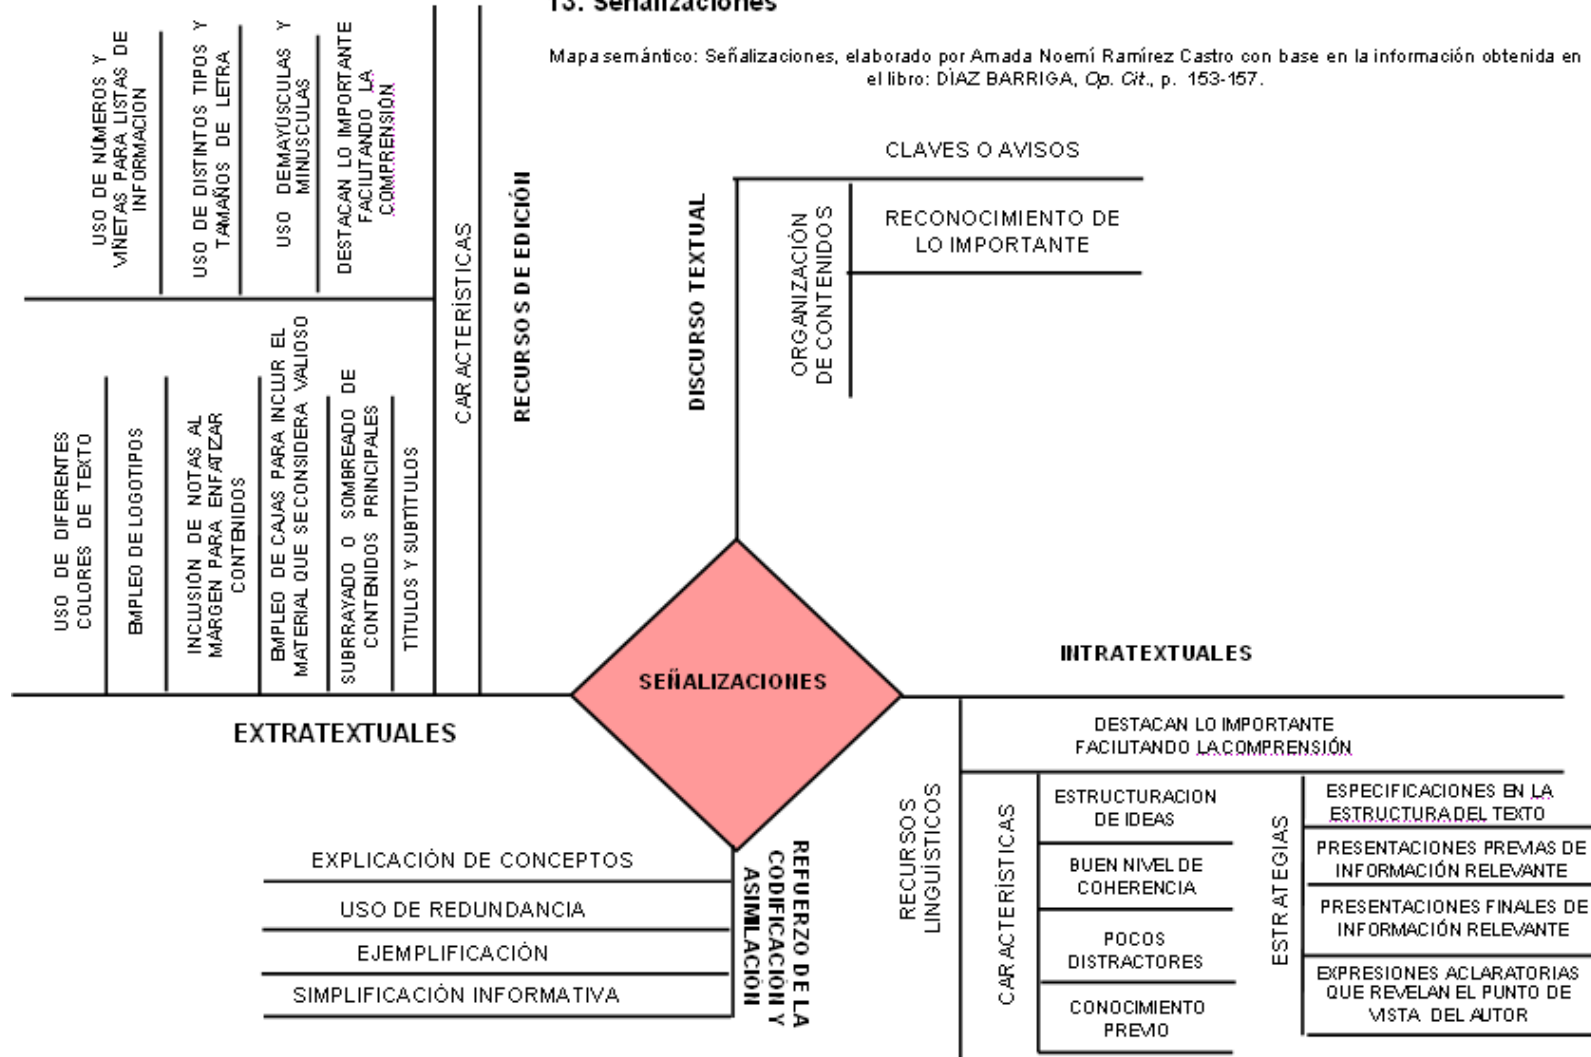 13. Señalizaciones
Mapa semántico: Señalizaciones, elaborado por Amada Noemí Ramírez Castro con base en la información obtenida en
el libro: DÌAZ BARRIGA, Op. Cit., p. 153-157.
USO DE NÚMEROS Y
VIÑETAS PARA LISTAS DE
INFORMACION
USO DE DISTINTOS TIPOS Y
TAMAÑOS DE LETRA
USO DEMAYÚSCULAS Y
MINUSCULAS
DESTACAN LO IMPORTANTE
FACILITANDO LA
COMPRENSIÓN
CARACTERÍSTICAS
RECURSOS DE EDICIÓN
USO DE DIFERENTES
COLORES DE TEXTO
EMPLEO DE LOGOTIPOS
INCLUSIÓN DE NOTAS AL
MÁRGEN PARA ENFATIZAR
CONTENIDOS
EMPLEO DE CAJAS PARA INCLUR EL
MATERIAL QUE SE CONSIDERA VALIOSO
SUBRRAYADO O SOMBREADO DE
CONTENIDOS PRINCIPALES
TÍTULOS Y SUBTÍTULOS
EXTRATEXTUALES
DISCURSO TEXTUAL
CLAVES O AVISOS
ORGANIZACIÓN
DE CONTENIDOS
RECONOCIMIENTO DE
LO IMPORTANTE
SEÑALIZACIONES
INTRATEXTUALES
DESTACAN LO IMPORTANTE
FACILITANDO LA COMPRENSIÓN
RECURSOS
LINGUÍSTICOS
CARACTERÍSTICAS
ESTRUCTURACION
DE IDEAS
BUEN NIVEL DE
COHERENCIA
POCOS
DISTRACTORES
CONOCIMIENTO
PREVIO
ESTRATEGIAS
ESPECIFICACIONES EN LA
ESTRUCTURA DEL TEXTO
PRESENTACIONES PREVIAS DE
INFORMACIÓN RELEVANTE
PRESENTACIONES FINALES DE
INFORMACIÓN RELEVANTE
EXPRESIONES ACLARATORIAS
QUE REVELAN EL PUNTO DE
VISTA DEL AUTOR
REFUERZO DE LA
CODIFICACIÓN Y
ASIMILACIÓN
EXPLICACIÓN DE CONCEPTOS
USO DE REDUNDANCIA
EJEMPLIFICACIÓN
SIMPLIFICACIÓN INFORMATIVA